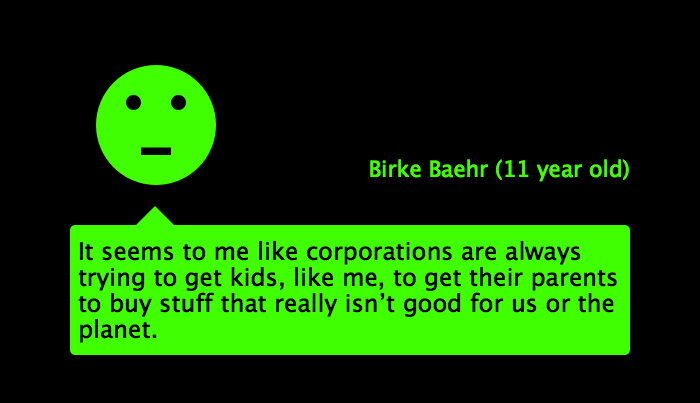 Birke Baehr (11 year old)
It seems to me like corporations are always
trying to get kids, like me, to get their parents
to buy stuff that really isn’t good for us or the
planet.